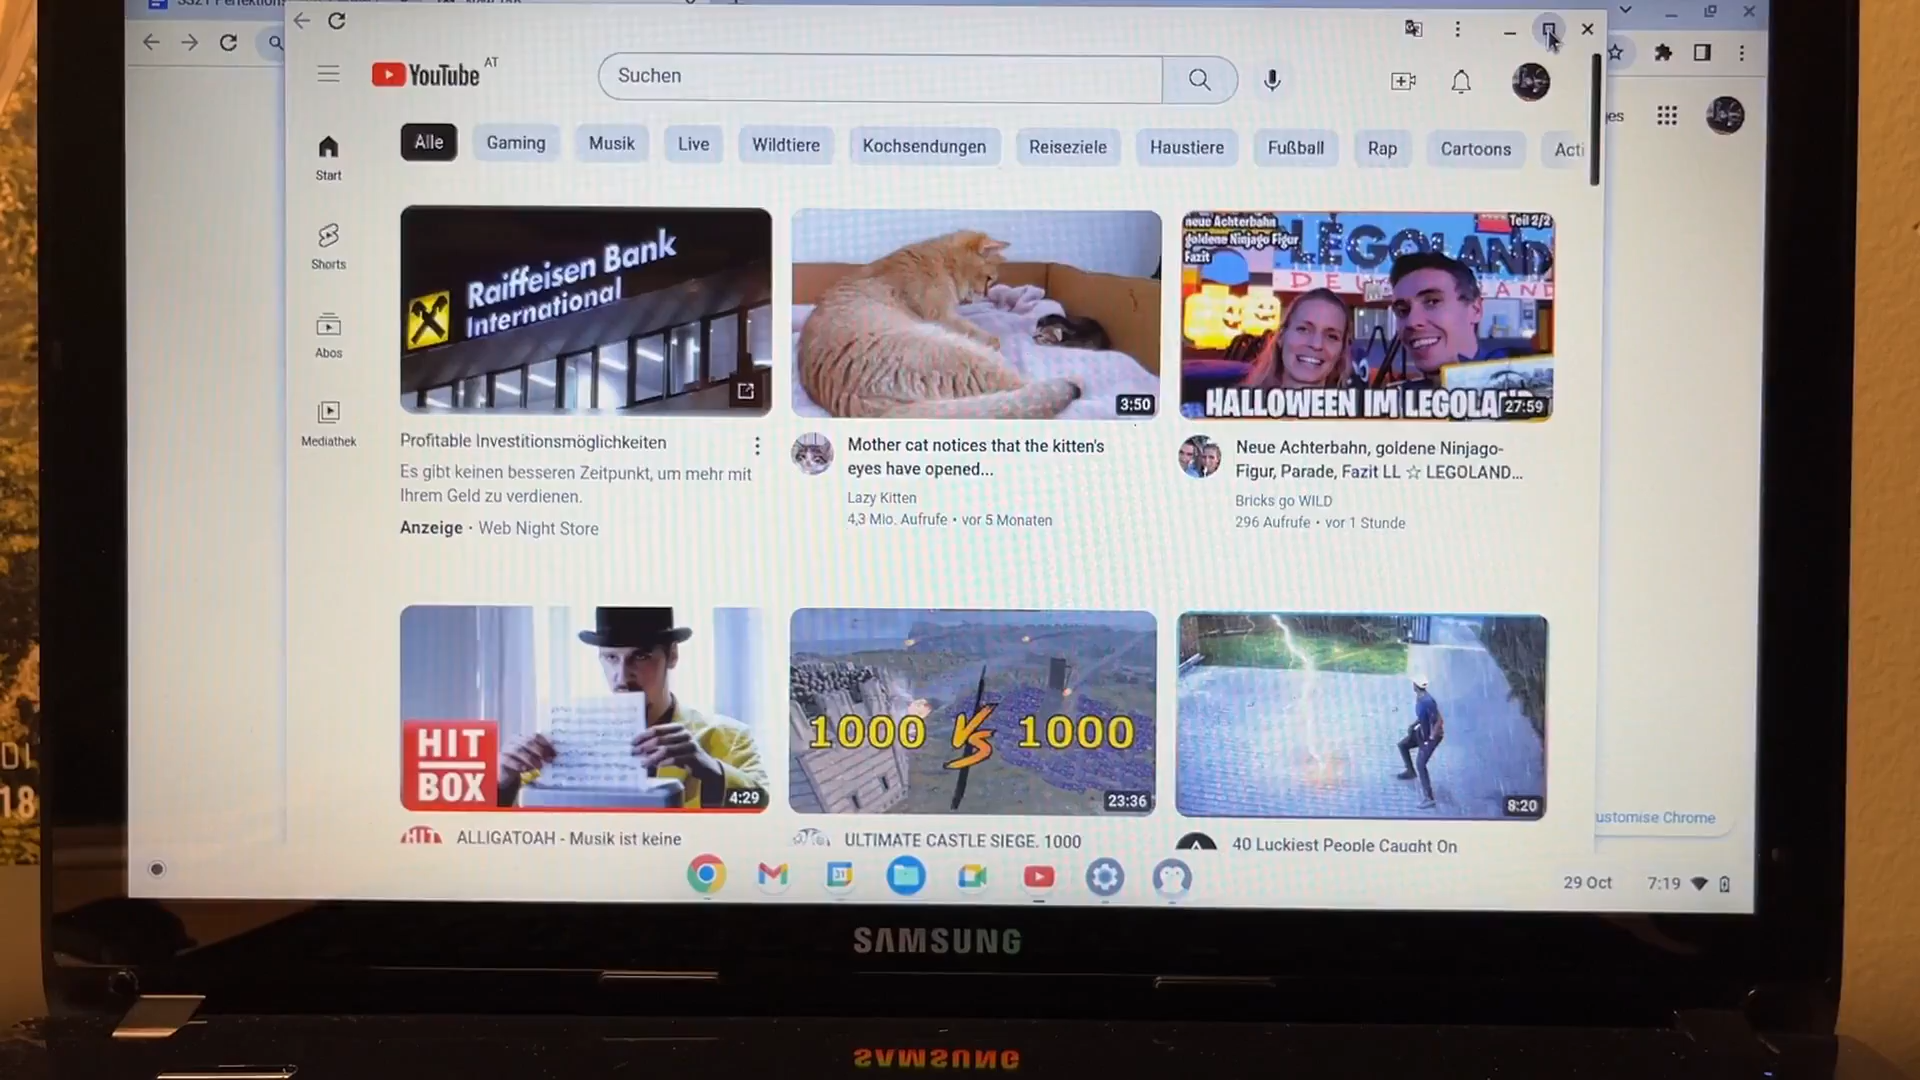 YouTube AT
Suchen
es
Alle
Gaming
Musik
Live
Wildtiere
Kochsendungen
Reiseziele
Haustiere
Fußball
Rap
Cartoons
Acti
Start
Shorts
Abos
Mediathek
Raiffeisen Bank
International
3:50
neue Achterbahn
goldene Ninjago Figur
Fazit
Teil 2/2
LEGOLAND
HALLOWEEN IM LEGOLA
27:59
Profitable Investitionsmöglichkeiten
Es gibt keinen besseren Zeitpunkt, um mehr mit
Ihrem Geld zu verdienen.
Anzeige • Web Night Store
Mother cat notices that the kitten's
eyes have opened...
Lazy Kitten
4,3 Mio. Aufrufe • vor 5 Monaten
Neue Achterbahn, goldene Ninjago-
Figur, Parade, Fazit LL ☆ LEGOLAND...
Bricks go WILD
296 Aufrufe • vor 1 Stunde
HIT
BOX
4:29
1000 VS 1000
23:36
8:20
ALLIGATOAH - Musik ist keine
ULTIMATE CASTLE SIEGE. 1000
40 Luckiest People Caught On
ustomise Chrome
31
29 Oct
7:19
DI
18
SAMSUNG
SAMSUNG